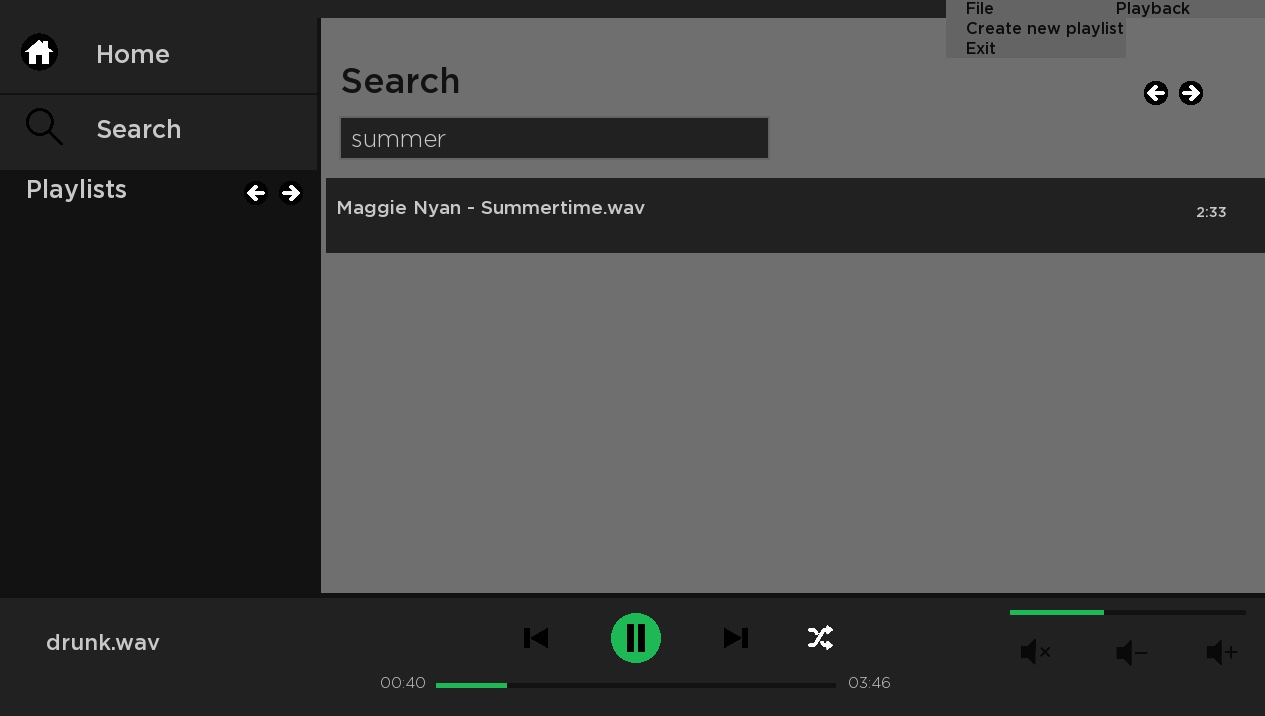 File Playback
Create new playlist
Exit
Home
Search
Playlists
Search
summer
Maggie Nyan - Summertime.wav 2:33
drunk.wav
00:40 03:46